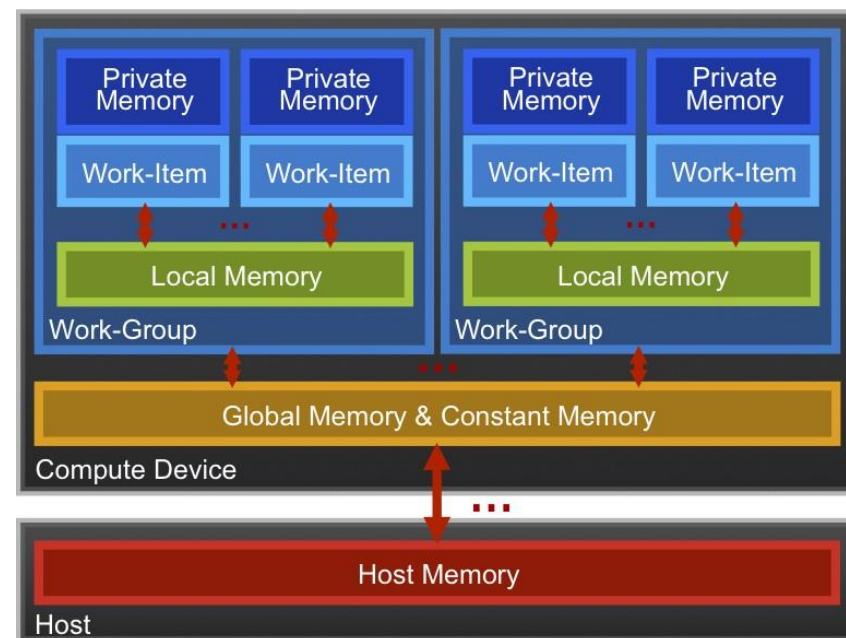 Private Memory
Private Memory
Private Memory
Private Memory
Work-Item
Work-Item
Work-Item
Work-Item
...
...
Local Memory
Local Memory
Work-Group
Work-Group
...
Global Memory & Constant Memory
Compute Device
...
Host Memory
Host